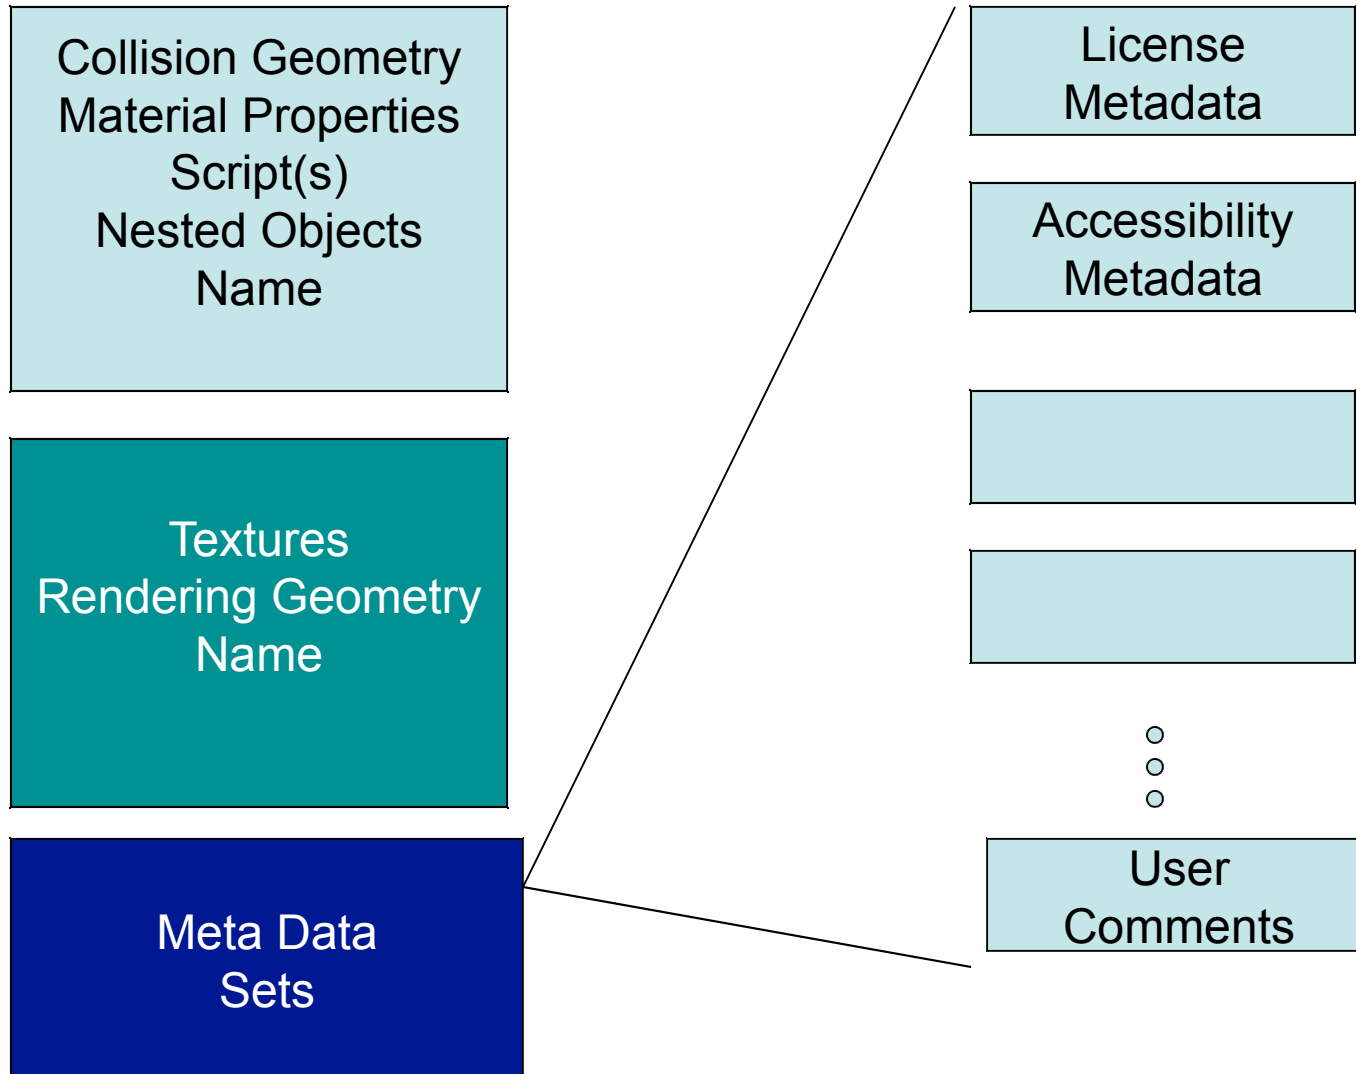 Collision Geometry
Material Properties
Script(s)
Nested Objects
Name
Textures
Rendering Geometry
Name
Meta Data
Sets
License
Metadata
Accessibility
Metadata
User
Comments